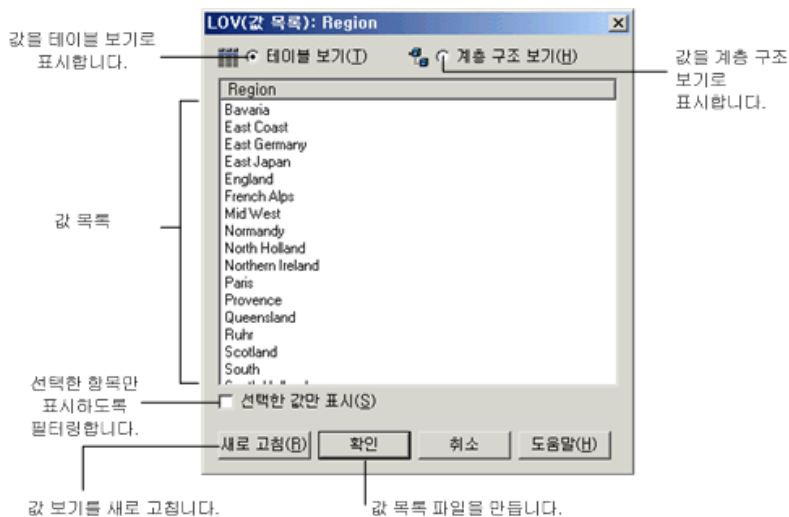 LOV(값 목록): Region
값을 테이블 보기로
표시합니다.
테이블 보기(T)
계층 구조 보기(H)
값을 계층 구조
보기로
표시합니다.
Region
Bavaria
East Coast
East Germany
East Japan
England
French Alps
Mid West
Normandy
North Holland
Northern Ireland
Paris
Provence
Queensland
Ruhr
Scotland
South
값 목록
선택한 항목만
표시하도록
필터링합니다.
선택한 값만 표시(S)
새로 고침(R)
확인
취소
도움말(H)
값 보기를 새로 고칩니다.
값 목록 파일을 만듭니다.